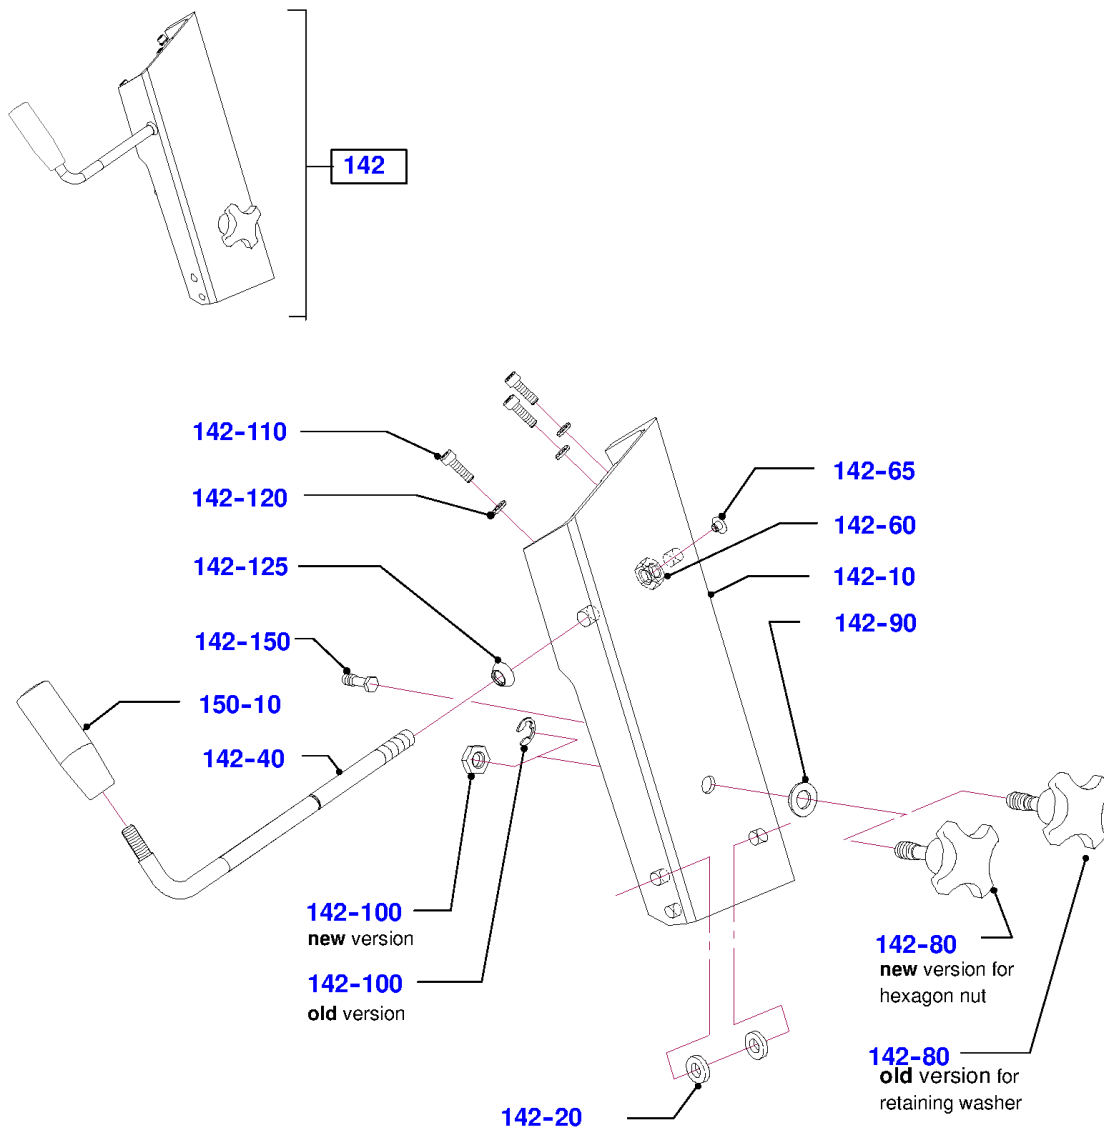 142
142-110
142-120
142-125
142-150
150-10
142-40
142-65
142-60
142-10
142-90
142-100
new version
142-100
old version
142-80
new version for
hexagon nut
142-80
old version for
retaining washer
142-20